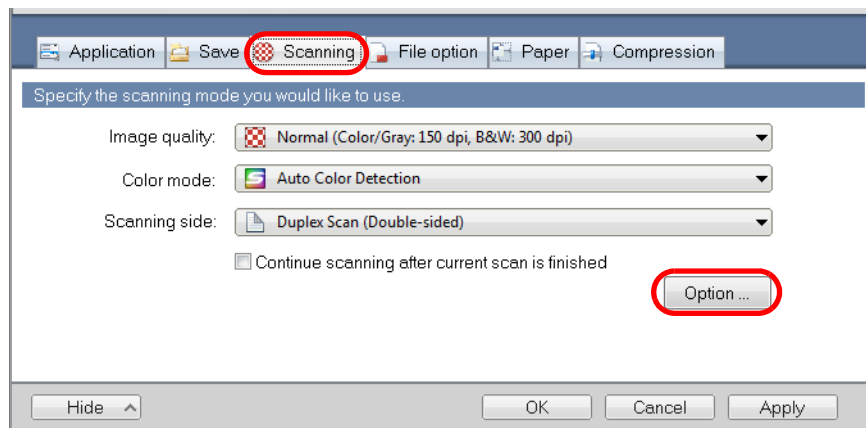 Application Save Scanning File option Paper Compression
Specify the scanning mode you would like to use.
Image quality: Normal (Color/Gray: 150 dpi, B&W: 300 dpi)
Color mode: Auto Color Detection
Scanning side: Duplex Scan (Double-sided)
Continue scanning after current scan is finished
Option ...
Hide OK Cancel Apply